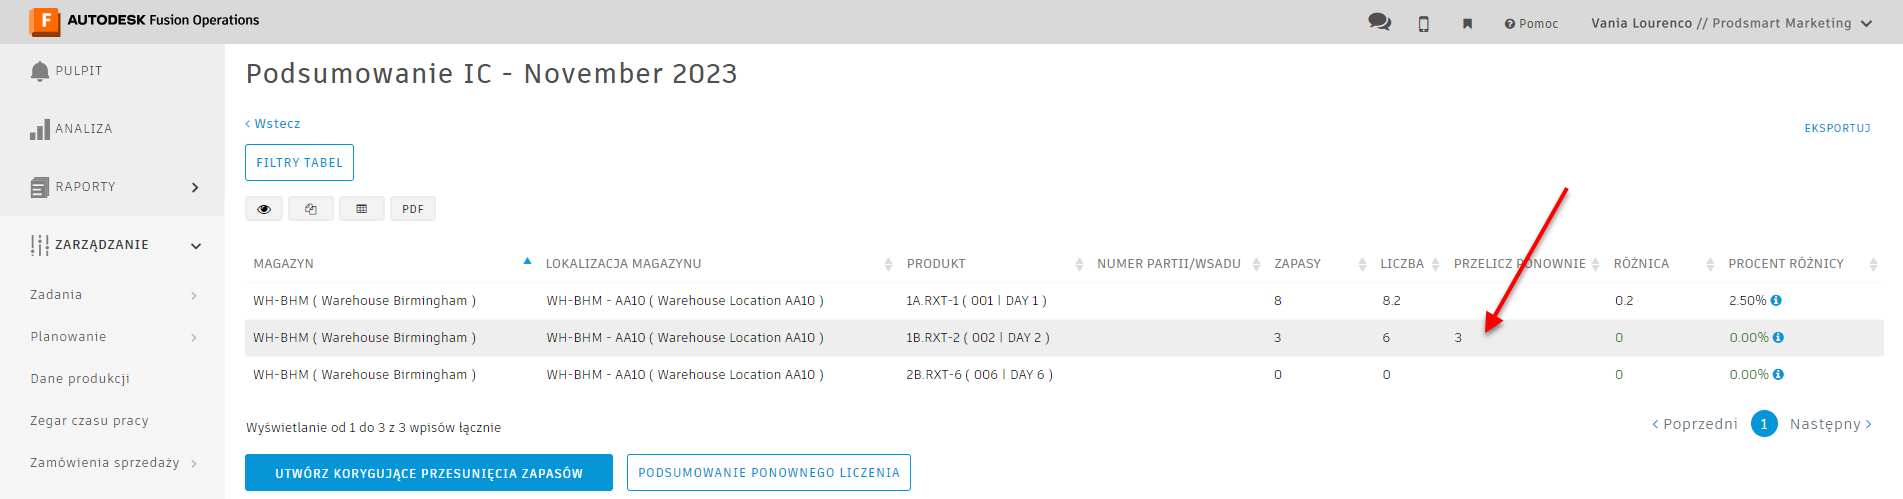 AUTODESK Fusion Operations
Pomoc
Vania Lourenco // Prodsmart Marketing
PULPIT
ANALIZA
RAPORTY
ZARZĄDZANIE
Zadania
Planowanie
Dane produkcji
Zegar czasu pracy
Zamówienia sprzedaży
Podsumowanie IC - November 2023
< Wstecz
EKSPORTUJ
FILTRY TABEL
PDF
MAGAZYN LOKALIZACJA MAGAZYNU PRODUKT NUMER PARTII/WSADU ZAPASY LICZBA PRZELICZ PONOWNIE RÓŻNICA PROCENT RÓŻNICY
WH-BHM ( Warehouse Birmingham ) WH-BHM - AA10 ( Warehouse Location AA10 ) 1A.RXT-1 ( 001 | DAY 1 ) 8 8.2 0.2 2.50%
WH-BHM ( Warehouse Birmingham ) WH-BHM - AA10 ( Warehouse Location AA10 ) 1B.RXT-2 ( 002 | DAY 2 ) 3 6 3 0 0.00%
WH-BHM ( Warehouse Birmingham ) WH-BHM - AA10 ( Warehouse Location AA10 ) 2B.RXT-6 ( 006 | DAY 6 ) 0 0 0 0.00%
Wyświetlanie od 1 do 3 z 3 wpisów łącznie
< Poprzedni 1 Następny >
UTWÓRZ KORYGUJĄCE PRZESUNIĘCIA ZAPASÓW
PODSUMOWANIE PONOWNEGO LICZENIA